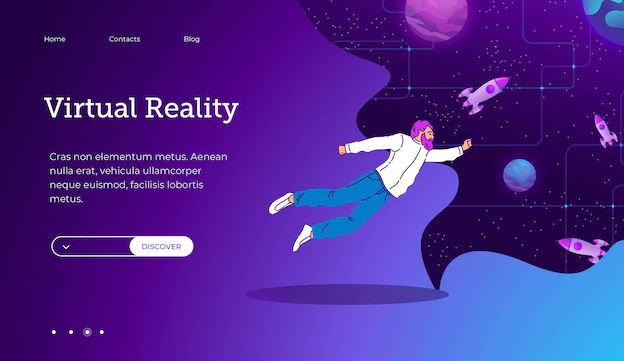 Home Contacts Blog
Virtual Reality
Cras non elementum metus. Aenean
nulla erat, vehicula ullamcorper
neque euismod, facilisis lobortis
metus.
DISCOVER